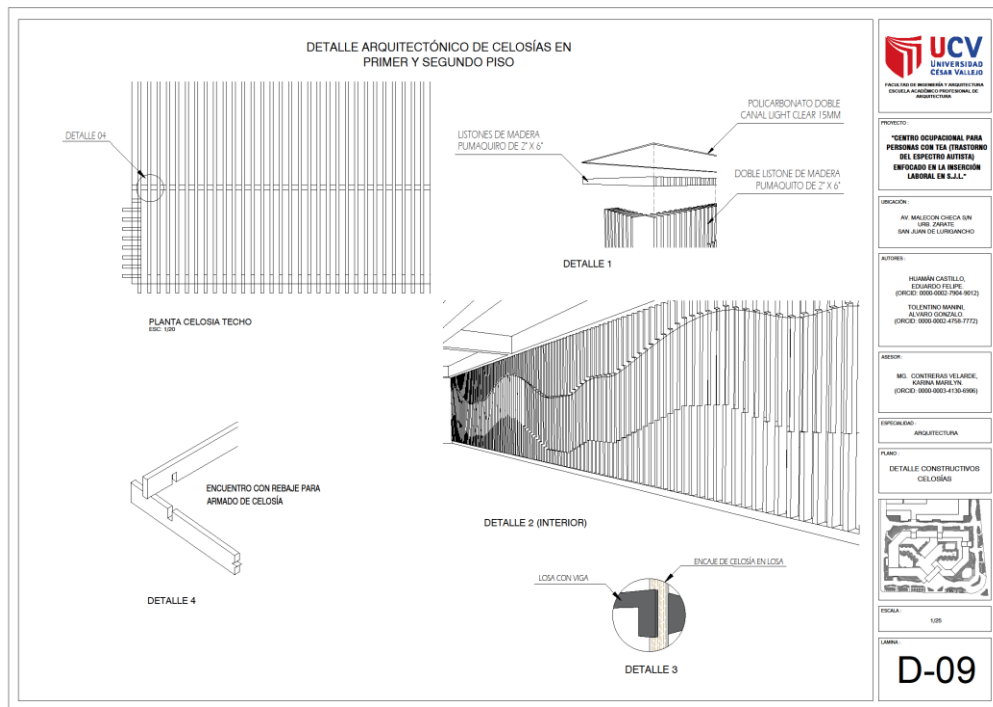 DETALLE ARQUITECTÓNICO DE CELOSÍAS EN
PRIMER Y SEGUNDO PISO
DETALLE 04
PLANTA CELOSIA TECHO
ESC: 1/20
LISTONES DE MADERA
PUMAQUIRO DE 2" X 6"
POLICARBONATO DOBLE
CANAL LIGHT CLEAR 15MM
DOBLE LISTONE DE MADERA
PUMAQUITO DE 2" X 6"
DETALLE 1
DETALLE 2 (INTERIOR)
ENCUENTRO CON REBAJE PARA
ARMADO DE CELOSÍA
DETALLE 4
LOSA CON VIGA
ENCAJE DE CELOSÍA EN LOSA
DETALLE 3
UCV
UNIVERSIDAD
CÉSAR VALLEJO
FACULTAD DE INGENIERÍA Y ARQUITECTURA
ESCUELA ACADÉMICO PROFESIONAL DE
ARQUITECTURA
PROYECTO :
"CENTRO OCUPACIONAL PARA
PERSONAS CON TEA (TRASTORNO
DEL ESPECTRO AUTISTA)
ENFOCADO EN LA INSERCIÓN
LABORAL EN S.J.L."
UBICACIÓN :
AV. MALECON CHECA S/N
URB. ZÁRATE
SAN JUAN DE LURIGANCHO
AUTORES :
HUAMÁN CASTILLO,
EDUARDO FELIPE.
(ORCID: 0000-0002-7904-9012)
TOLENTINO MANINI,
ALVARO GONZALO.
(ORCID: 0000-0002-4758-7772)
ASESOR :
MG. CONTRERAS VELARDE,
KARINA MARILYN.
(ORCID: 0000-0003-4130-6906)
ESPECIALIDAD :
ARQUITECTURA
PLANO :
DETALLE CONSTRUCTIVOS
CELOSÍAS
ESCALA :
1/25
LAMINA :
D-09